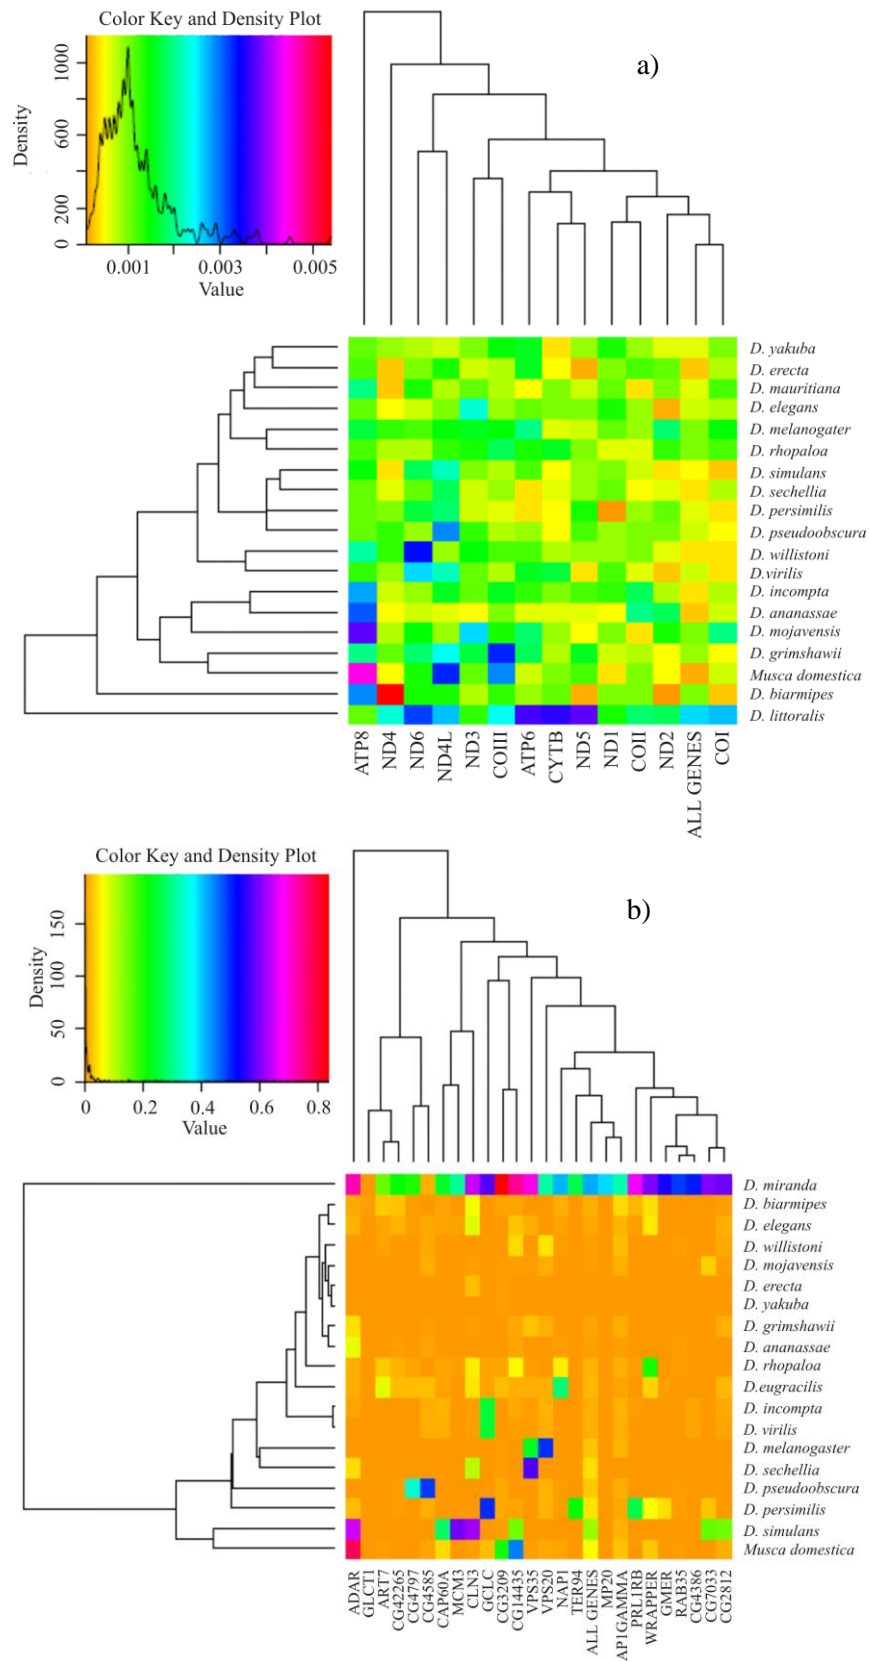 Color Key and Density Plot
a)
Density
0 200 600 1000
0.001 0.003 0.005
Value
D. yakuba
D. erecta
D. mauritiana
D. elegans
D. melanogater
D. rhopaloa
D. simulans
D. sechellia
D. persimilis
D. pseudoobscura
D. willistoni
D.virilis
D. incompta
D. ananassae
D. mojavensis
D. grimshawii
Musca domestica
D. biarmipes
D. littoralis
ATP8 ND4 ND6 ND4L ND3 COIII ATP6 CYTB ND5 ND1 COII ND2 ALL GENES COI
Color Key and Density Plot
b)
Density
0 50 100 150
0 0.2 0.4 0.6 0.8
Value
D. miranda
D. biarmipes
D. elegans
D. willistoni
D. mojavensis
D. erecta
D. yakuba
D. grimshawii
D. ananassae
D. rhopaloa
D.eugracilis
D. incompta
D. virilis
D. melanogaster
D. sechellia
D. pseudoobscura
D. persimilis
D. simulans
Musca domestica
ADAR GLCT1 ART7 CG42265 CG4797 CG4585 CAP60A MCM3 CLN3 GCLC CG3209 CG14435 VPS35 VPS20 NAP1 TER94 ALL GENES MP20 AP1GAMMA PRL1RB WRAPPER GMER RAB35 CG4386 CG7033 CG2812